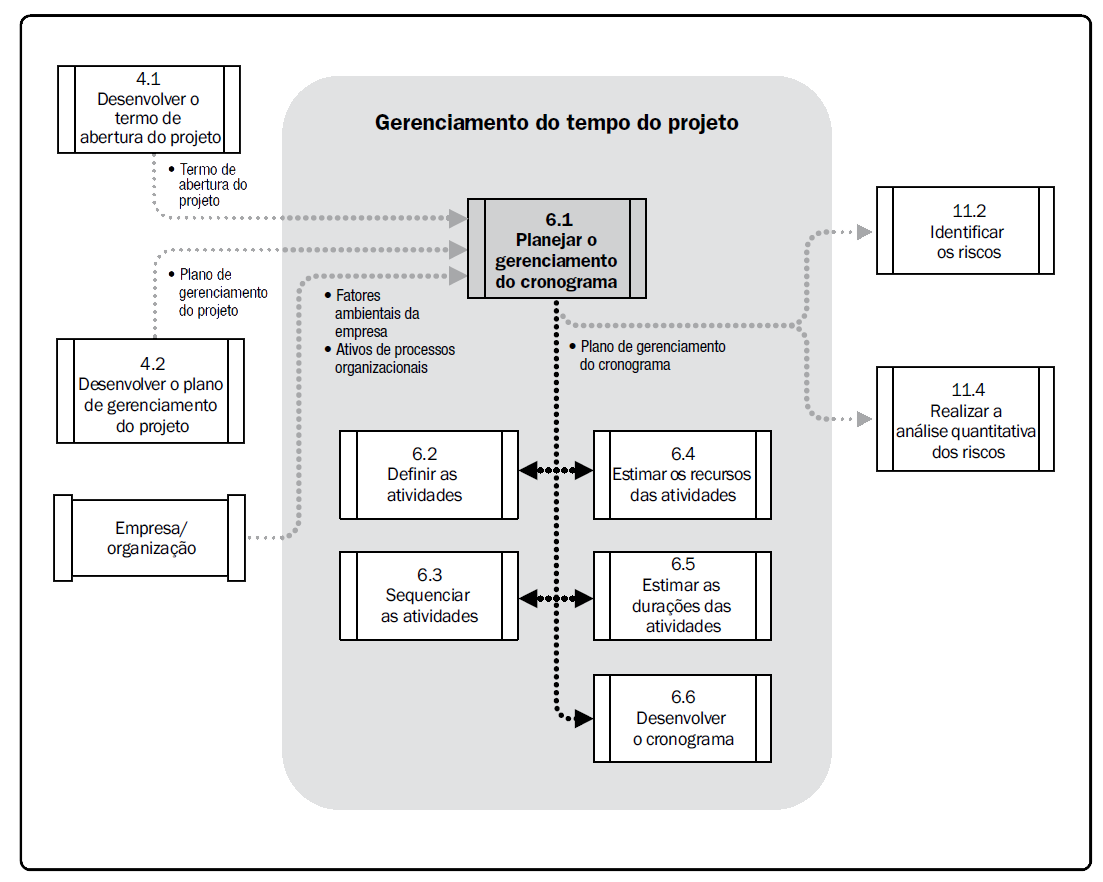 Gerenciamento do tempo do projeto
4.1
Desenvolver o
termo de
abertura do projeto
• Termo de
abertura do
projeto
6.1
Planejar o
gerenciamento
do cronograma
11.2
Identificar
os riscos
• Plano de
gerenciamento
do projeto
• Fatores
ambientais da
empresa
• Ativos de processos
organizacionais
• Plano de gerenciamento
do cronograma
4.2
Desenvolver o plano
de gerenciamento
do projeto
11.4
Realizar a
análise quantitativa
dos riscos
6.2
Definir as
atividades
6.4
Estimar os recursos
das atividades
Empresa/
organização
6.3
Sequenciar
as atividades
6.5
Estimar as
durações das
atividades
6.6
Desenvolver
o cronograma